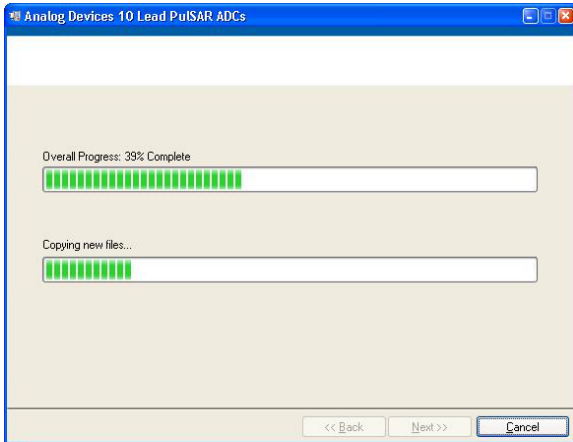 Analog Devices 10 Lead PulSAR ADCs
Overall Progress: 39% Complete
Copying new files...
<< Back Next >> Cancel